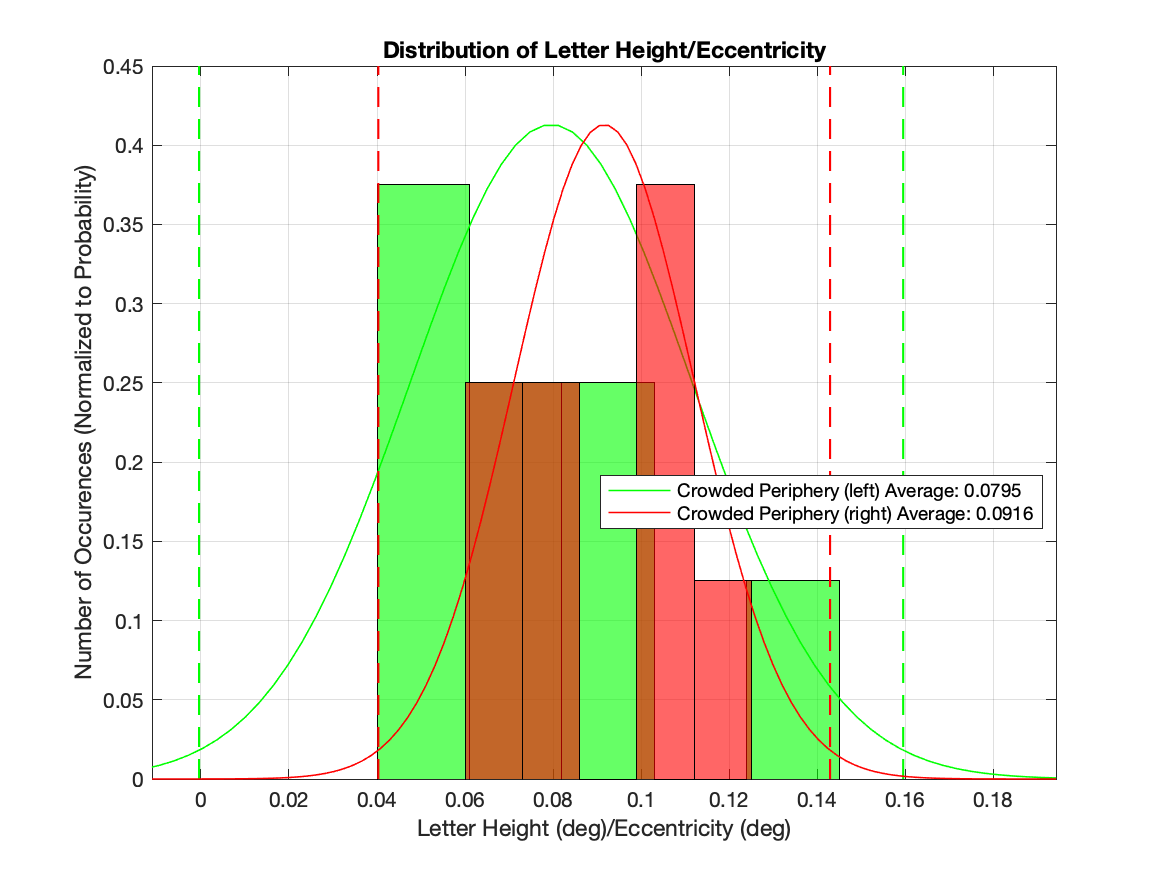 Distribution of Letter Height/Eccentricity
0.45
0.4
0.35
0.3
0.25
0.2
0.15
0.1
0.05
0
Number of Occurences (Normalized to Probability)
Crowded Periphery (left) Average: 0.0795
Crowded Periphery (right) Average: 0.0916
0 0.02 0.04 0.06 0.08 0.1 0.12 0.14 0.16 0.18
Letter Height (deg)/Eccentricity (deg)